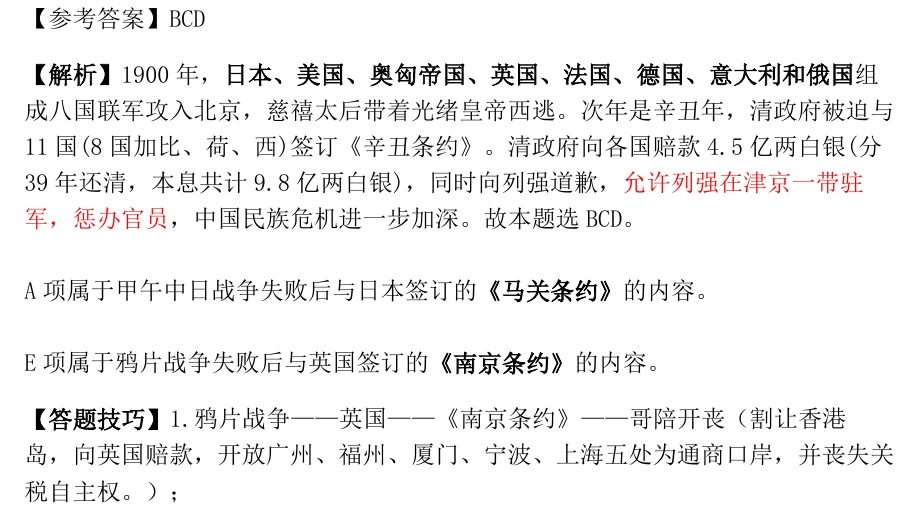 【参考答案】BCD
【解析】1900 年，日本、美国、奥匈帝国、英国、法国、德国、意大利和俄国组
成八国联军攻入北京，慈禧太后带着光绪皇帝西逃。次年是辛丑年，清政府被迫与
11 国(8 国加比、荷、西)签订《辛丑条约》。清政府向各国赔款 4.5 亿两白银(分
39 年还清，本息共计 9.8 亿两白银)，同时向列强道歉，允许列强在津京一带驻
军，惩办官员，中国民族危机进一步加深。故本题选 BCD。
A 项属于甲午中日战争失败后与日本签订的《马关条约》的内容。
E 项属于鸦片战争失败后与英国签订的《南京条约》的内容。
【答题技巧】1.鸦片战争——英国——《南京条约》——哥陪开丧（割让香港
岛，向英国赔款，开放广州、福州、厦门、宁波、上海五处为通商口岸，并丧失关
税自主权。）；